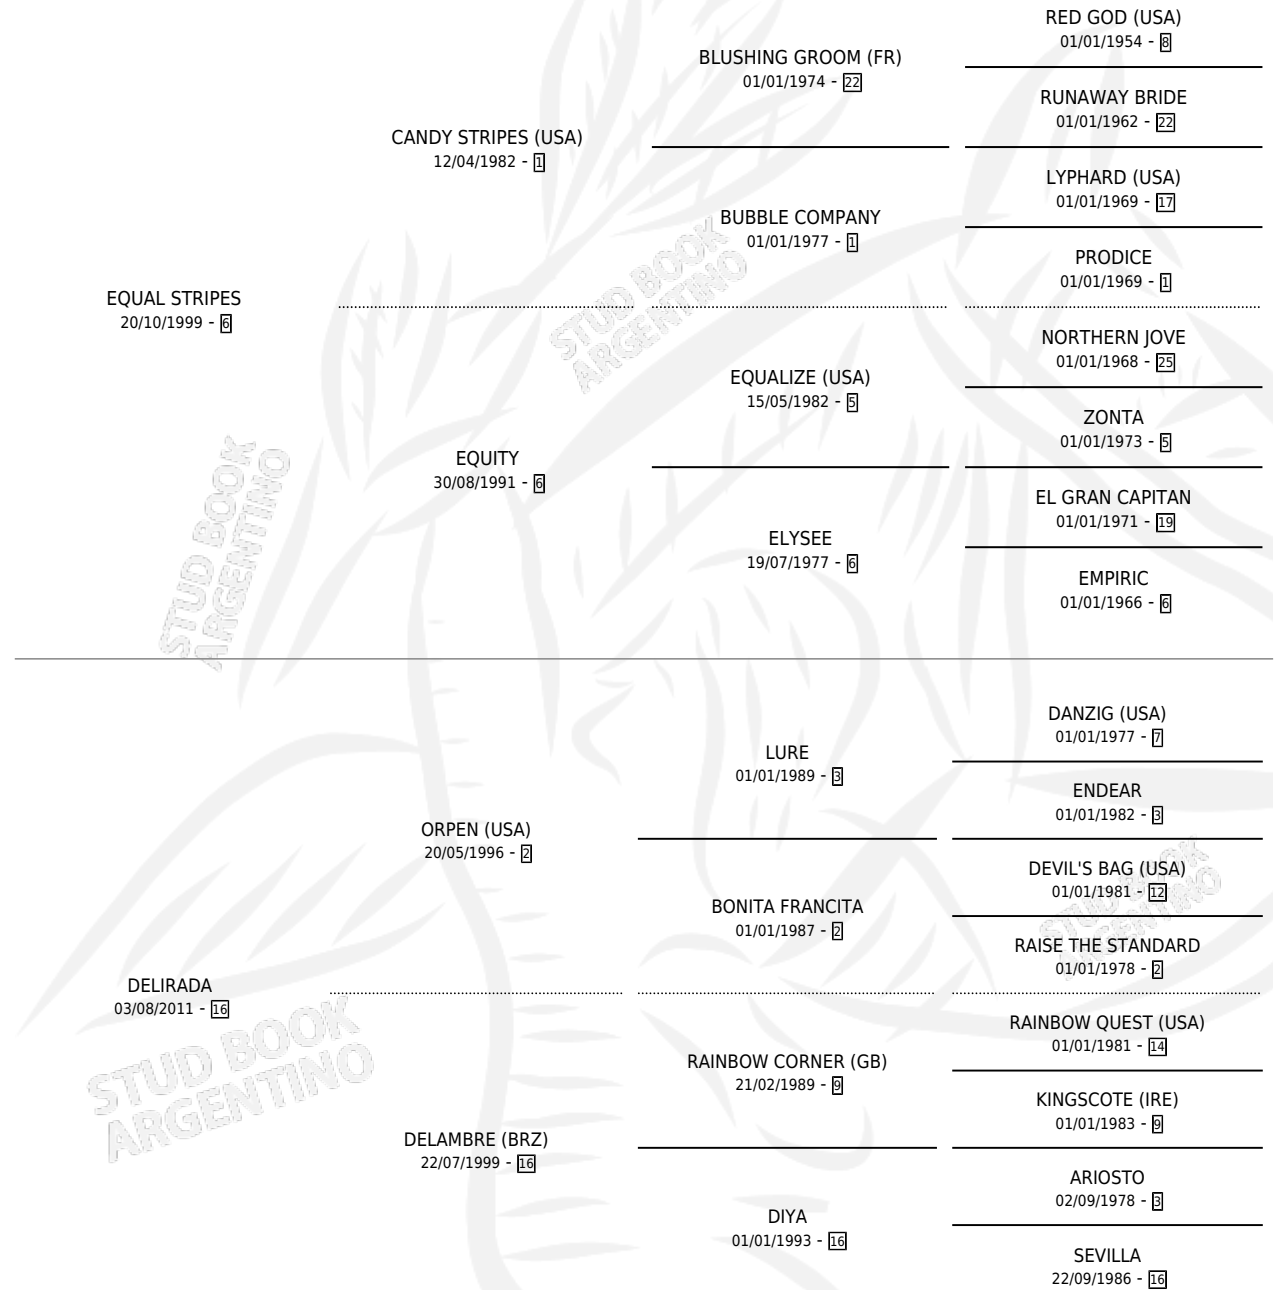 RED GOD (USA)
01/01/1954 - 8
BLUSHING GROOM (FR)
01/01/1974 - 22
RUNAWAY BRIDE
01/01/1962 - 22
CANDY STRIPES (USA)
12/04/1982 - 1
LYPHARD (USA)
01/01/1969 - 17
BUBBLE COMPANY
01/01/1977 - 1
PRODICE
01/01/1969 - 1
EQUAL STRIPES
20/10/1999 - 6
NORTHERN JOVE
01/01/1968 - 25
EQUALIZE (USA)
15/05/1982 - 5
ZONTA
01/01/1973 - 5
EQUITY
30/08/1991 - 6
EL GRAN CAPITAN
01/01/1971 - 19
ELYSEE
19/07/1977 - 6
EMPIRIC
01/01/1966 - 6
STUD BOOK
ARGENTINO
STUD BOOK
ARGENTINO
DANZIG (USA)
01/01/1977 - 7
LURE
01/01/1989 - 3
ENDEAR
01/01/1982 - 3
ORPEN (USA)
20/05/1996 - 2
DEVIL'S BAG (USA)
01/01/1981 - 12
BONITA FRANCITA
01/01/1987 - 2
RAISE THE STANDARD
01/01/1978 - 2
DELIRADA
03/08/2011 - 16
RAINBOW QUEST (USA)
01/01/1981 - 14
RAINBOW CORNER (GB)
21/02/1989 - 9
KINGSCOTE (IRE)
01/01/1983 - 9
DELAMBRE (BRZ)
22/07/1999 - 16
ARIOSTO
02/09/1978 - 3
DIYA
01/01/1993 - 16
SEVILLA
22/09/1986 - 16
STUD BOOK
ARGENTINO
STUD BOOK
ARGENTINO